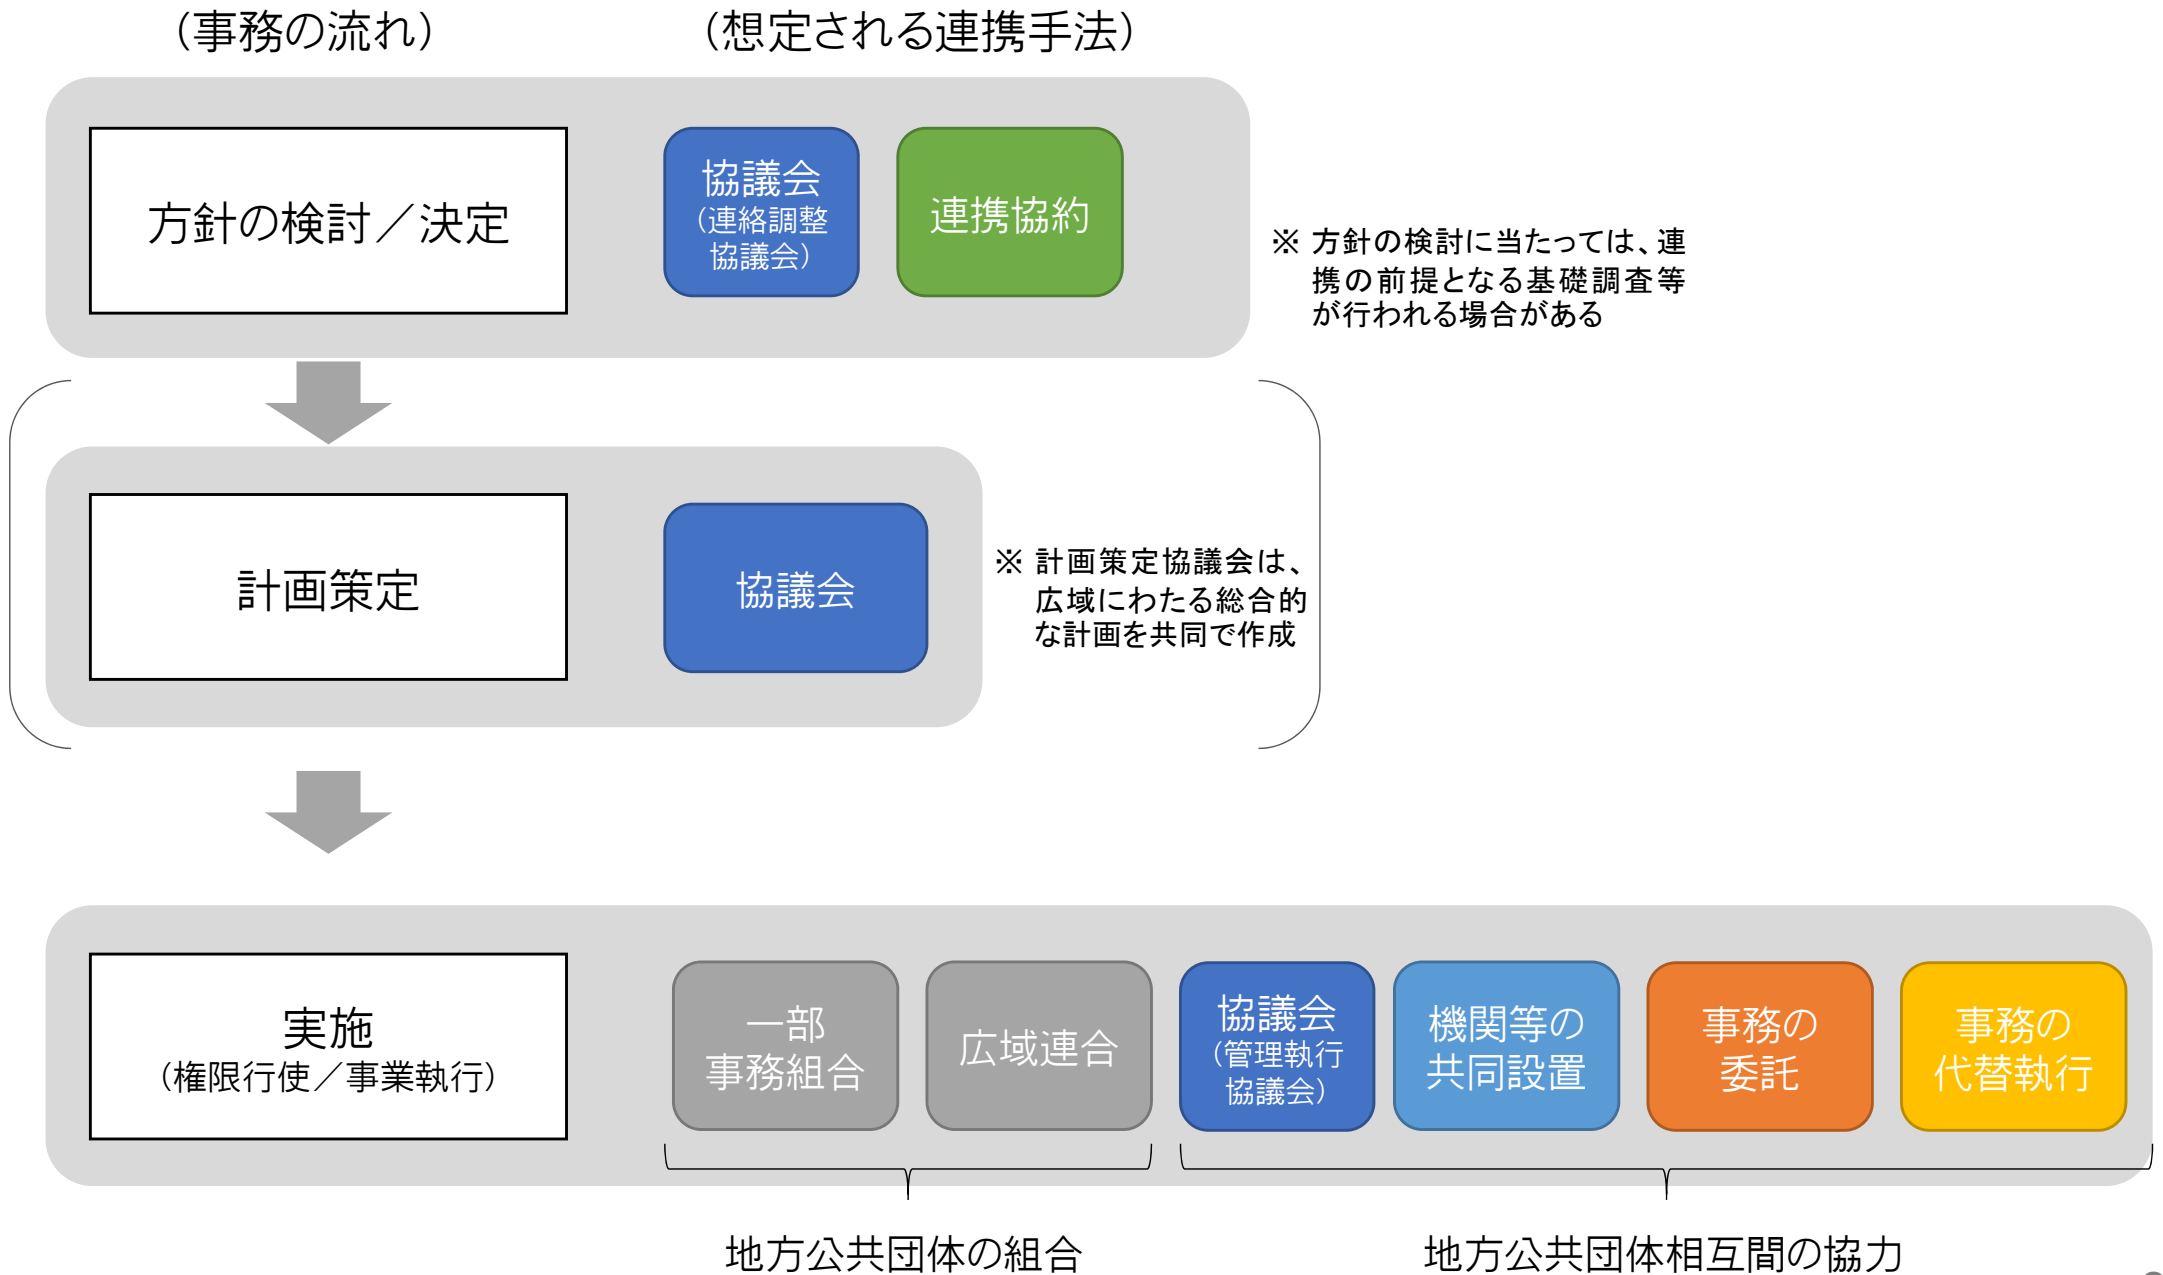 （事務の流れ）
（想定される連携手法）
方針の検討／決定
協議会
（連絡調整
協議会）
連携協約
※ 方針の検討に当たっては、連
携の前提となる基礎調査等
が行われる場合がある
計画策定
協議会
※ 計画策定協議会は、
広域にわたる総合的
な計画を共同で作成
実施
（権限行使／事業執行）
一部
事務組合
広域連合
協議会
（管理執行
協議会）
機関等の
共同設置
事務の
委託
事務の
代替執行
地方公共団体の組合
地方公共団体相互間の協力